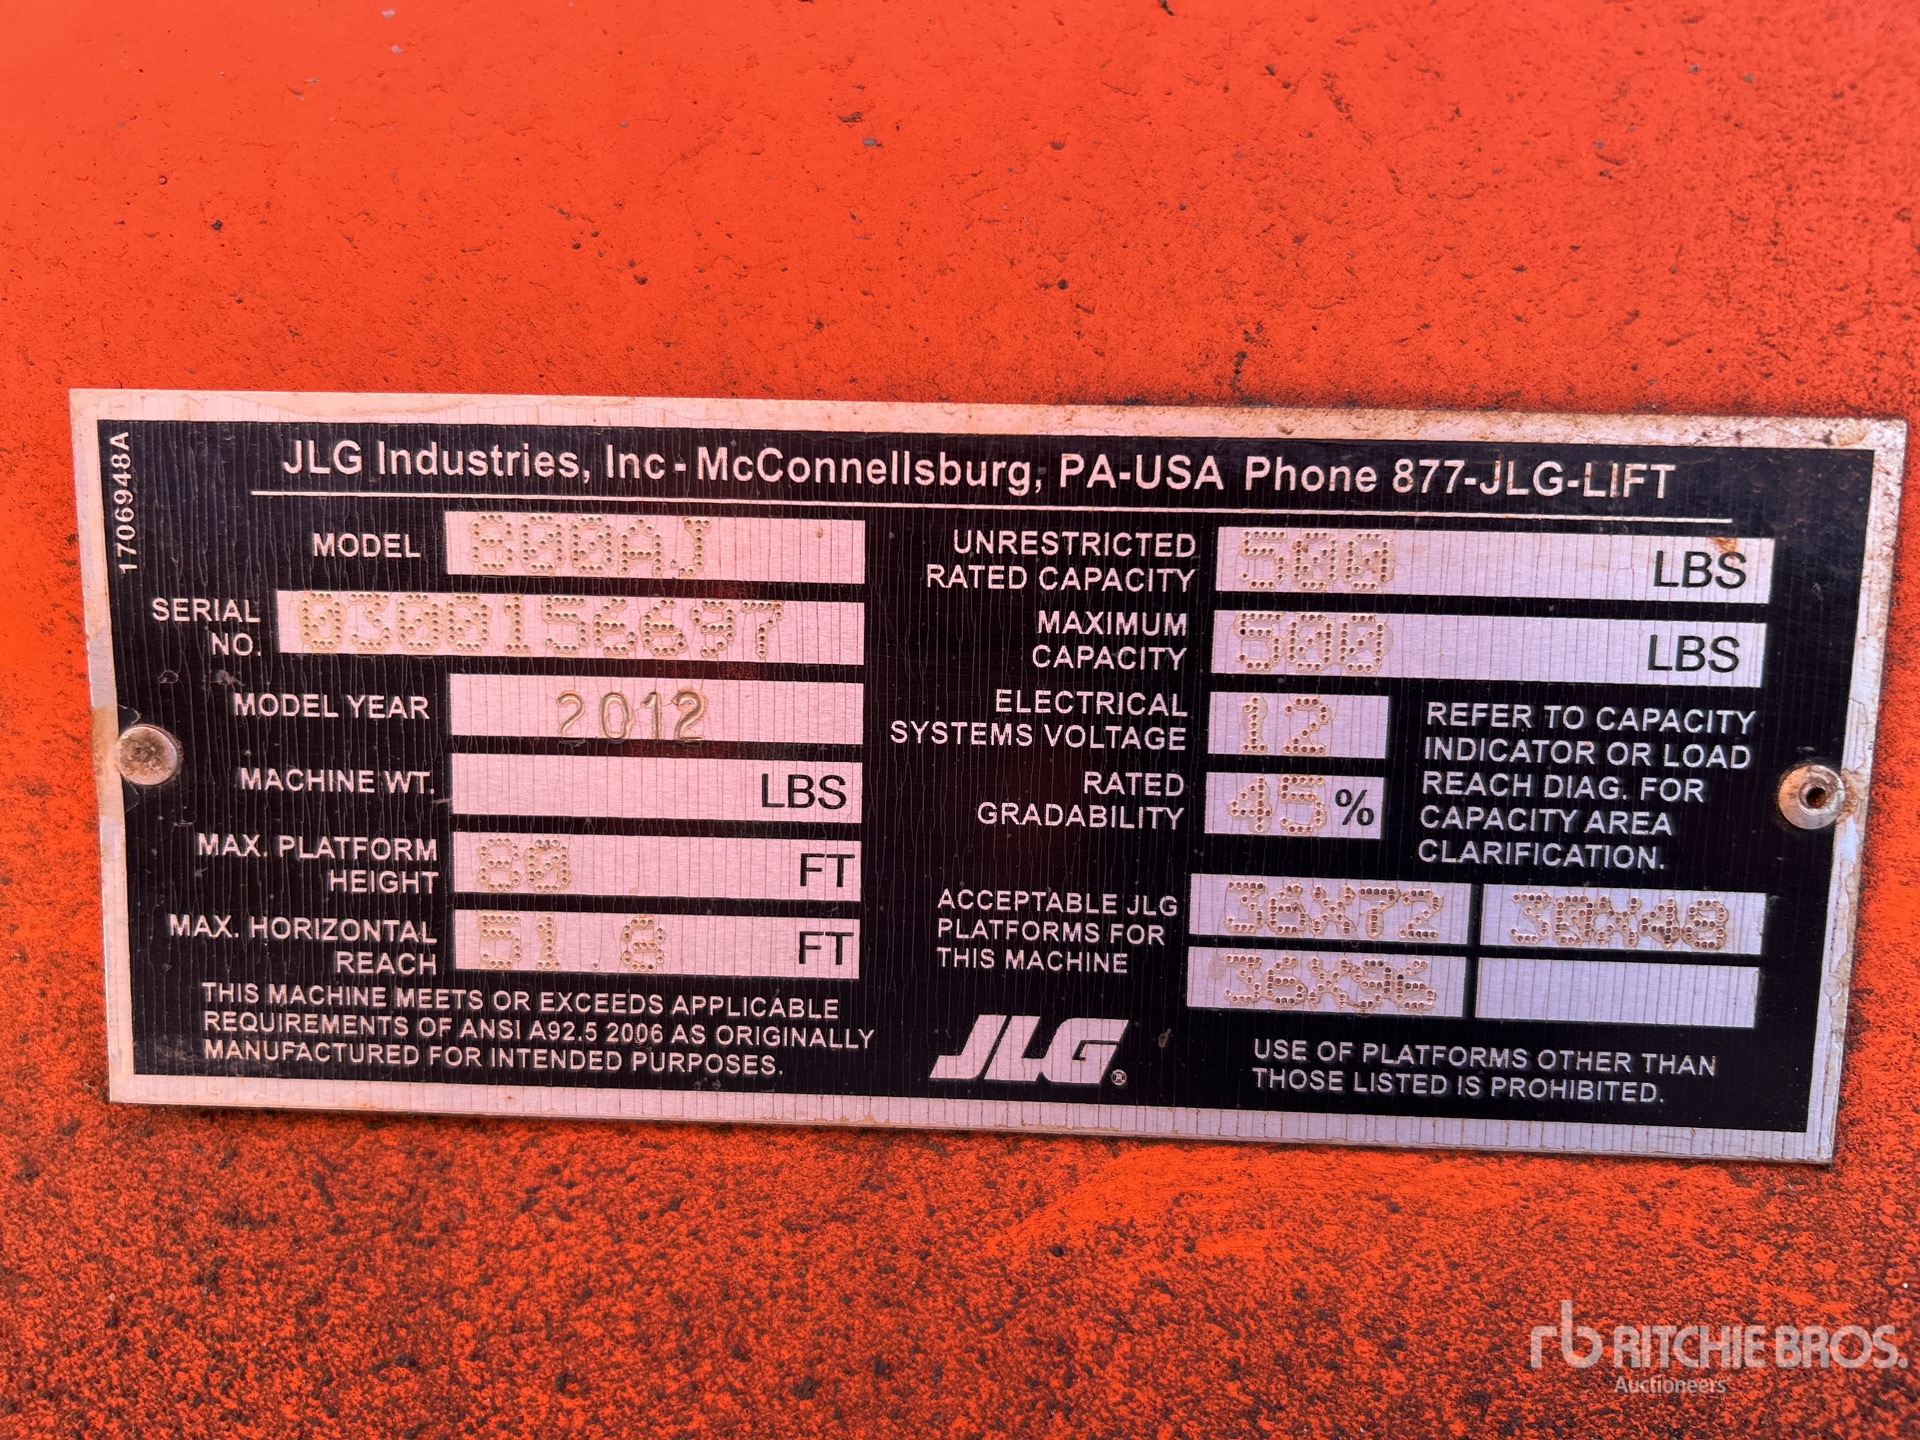 1706948A
JLG Industries, Inc - McConnellsburg, PA-USA Phone 877-JLG-LIFT
MODEL 800AJ
SERIAL NO. 0300156697
MODEL YEAR 2012
MACHINE WT. LBS
MAX. PLATFORM HEIGHT 80 FT
MAX. HORIZONTAL REACH 51.8 FT
THIS MACHINE MEETS OR EXCEEDS APPLICABLE
REQUIREMENTS OF ANSI A92.5 2006 AS ORIGINALLY
MANUFACTURED FOR INTENDED PURPOSES.
UNRESTRICTED RATED CAPACITY 500 LBS
MAXIMUM CAPACITY 500 LBS
ELECTRICAL SYSTEMS VOLTAGE 12
RATED GRADABILITY 45 %
REFER TO CAPACITY
INDICATOR OR LOAD
REACH DIAG. FOR
CAPACITY AREA
CLARIFICATION.
ACCEPTABLE JLG
PLATFORMS FOR
THIS MACHINE
36X72 30X48
36X96
JLG ®
USE OF PLATFORMS OTHER THAN
THOSE LISTED IS PROHIBITED.
rb RITCHIE BROS.
Auctioneers